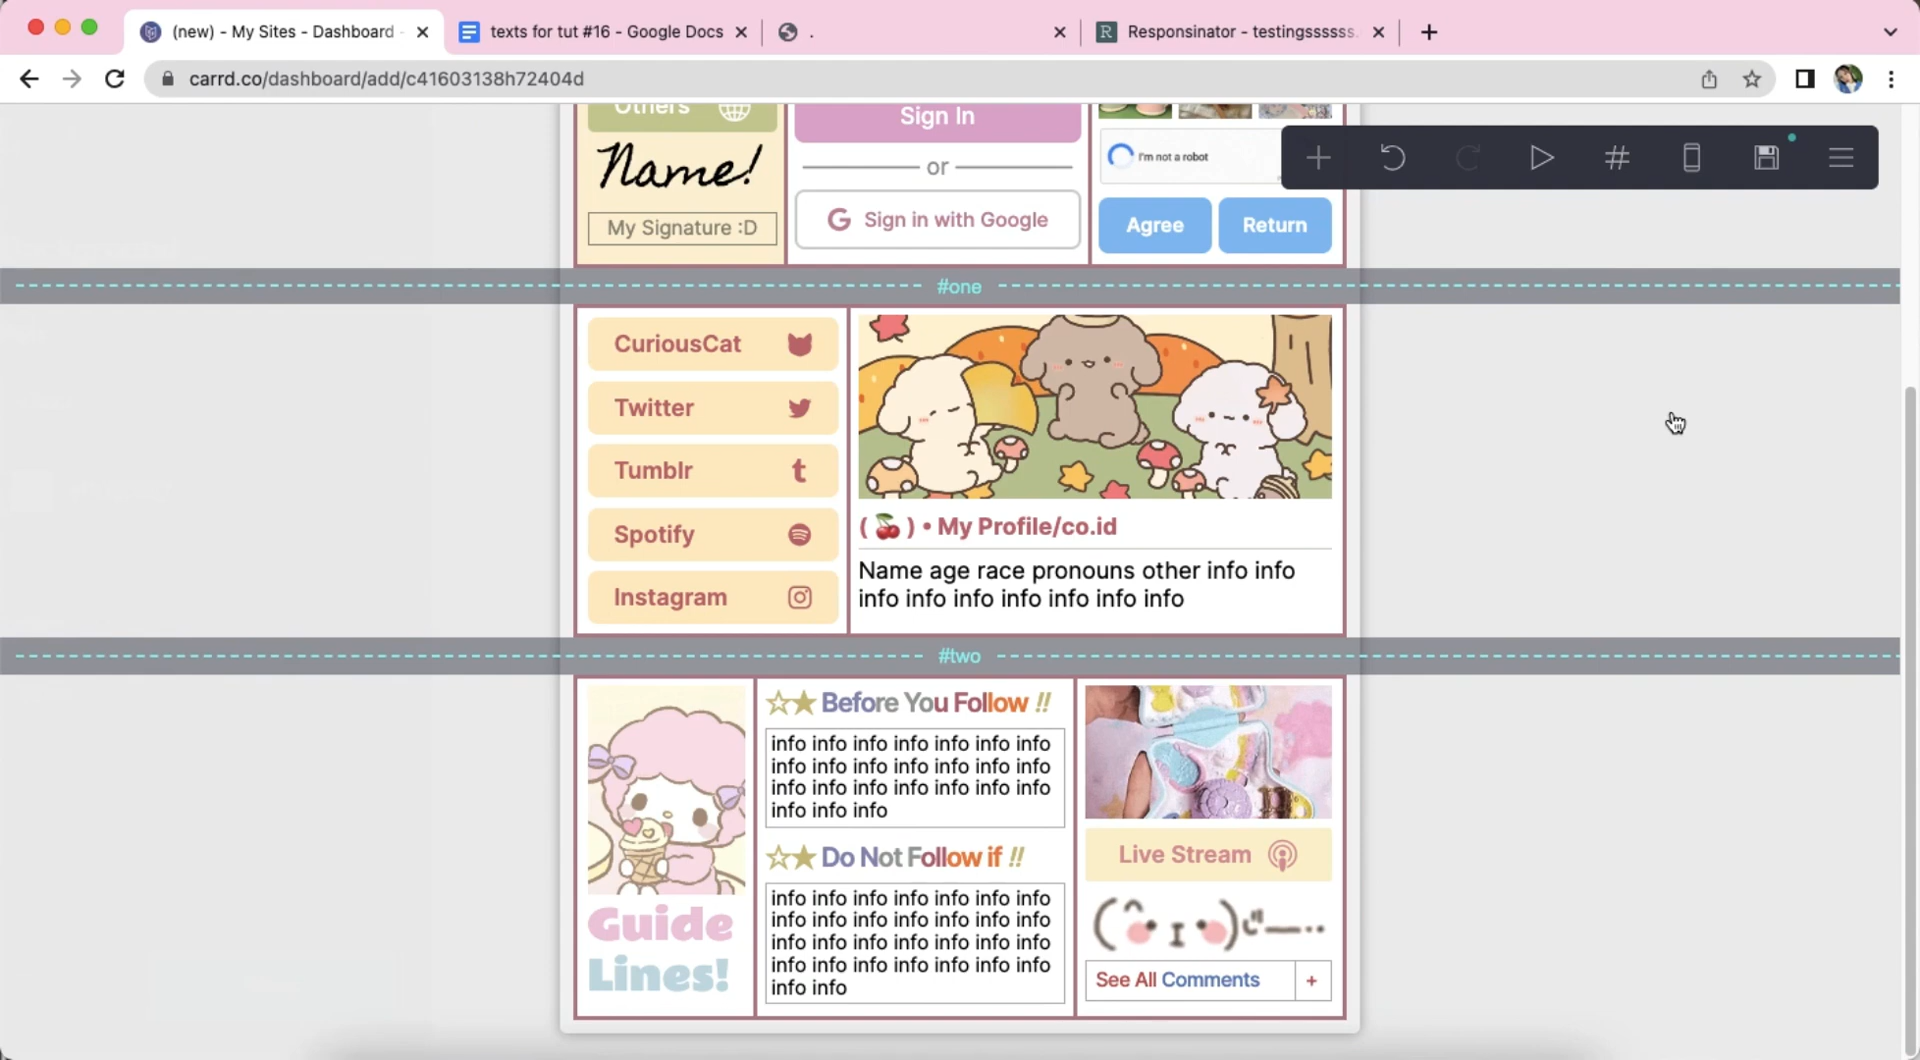 (new) - My Sites - Dashboard -
texts for tut #16 - Google Docs
.
Responsinator - testingssssss.
carrd.co/dashboard/add/c41603138h72404d
Others
Name!
My Signature :D
Sign In
or
G Sign in with Google
I'm not a robot
Agree
Return
#one
CuriousCat
Twitter
Tumblr
Spotify
Instagram
( 🍒 ) • My Profile/co.id
Name age race pronouns other info info
info info info info info info info
#two
Guide
Lines!
☆★ Before You Follow !!
info info info info info info info
info info info info info info info
info info info info info info info
info info info
☆★ Do Not Follow if !!
info info info info info info info
info info info info info info info
info info info info info info info
info info info info info info info
info info
Live Stream
See All Comments +